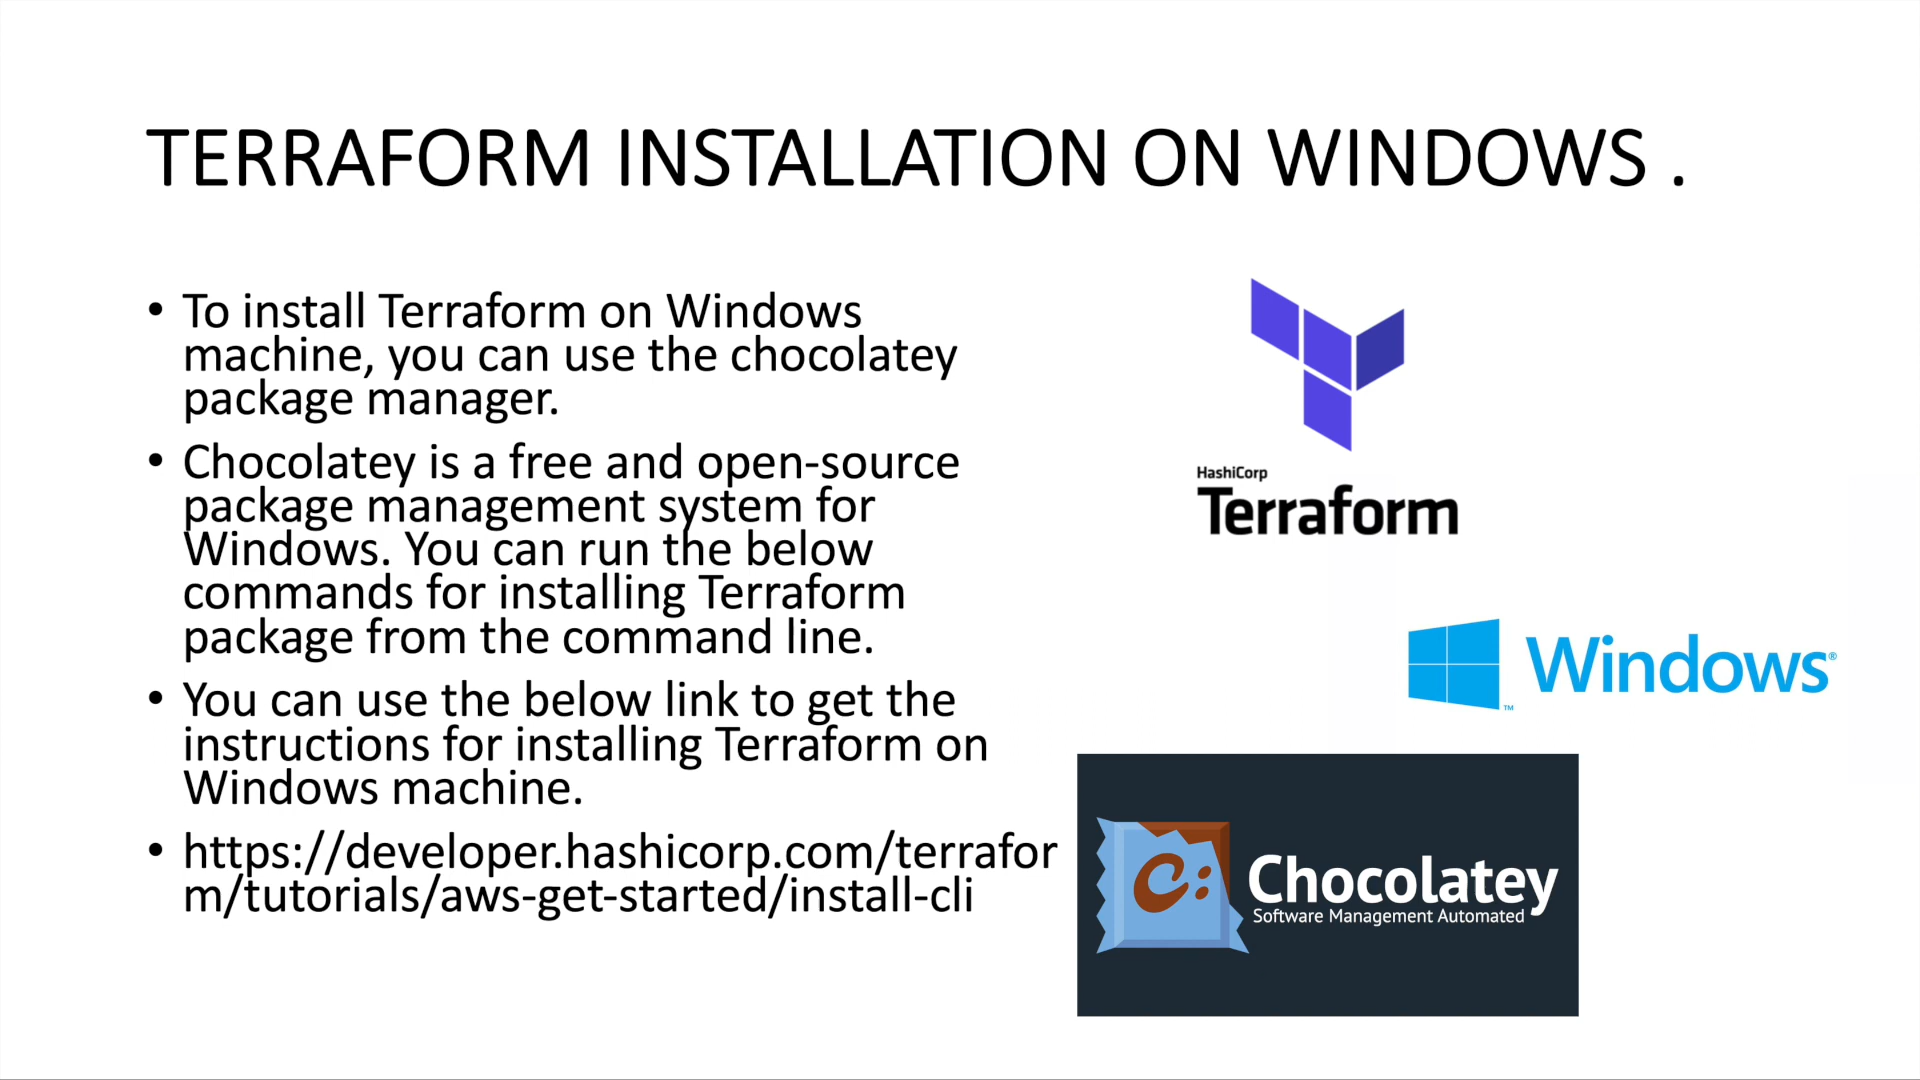 TERRAFORM INSTALLATION ON WINDOWS .
• To install Terraform on Windows
machine, you can use the chocolatey
package manager.
• Chocolatey is a free and open-source
package management system for
Windows. You can run the below
commands for installing Terraform
package from the command line.
• You can use the below link to get the
instructions for installing Terraform on
Windows machine.
• https://developer.hashicorp.com/terrafor
m/tutorials/aws-get-started/install-cli
HashiCorp
Terraform
Windows®
™
C:
Chocolatey
Software Management Automated